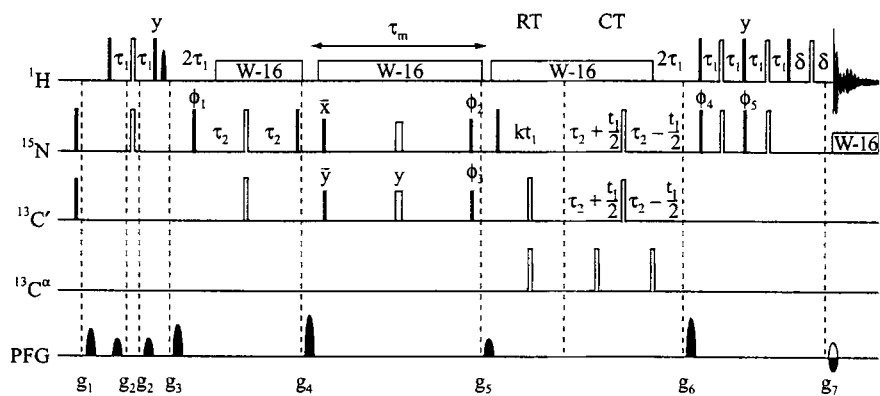 RT CT
τm
y y
¹H τ₁ τ₁ 2τ₁ W-16 W-16 W-16 2τ₁ τ₁ τ₁ τ₁ τ₁ δ δ
ϕ₁ x̄ ϕ₂ ϕ₄ ϕ₅
¹⁵N τ₂ τ₂ kt₁ τ₂ + t₁/2 τ₂ - t₁/2 W-16
ȳ y ϕ₃
¹³C′ τ₂ + t₁/2 τ₂ - t₁/2
¹³Cα
PFG
g₁ g₂ g₂ g₃ g₄ g₅ g₆ g₇